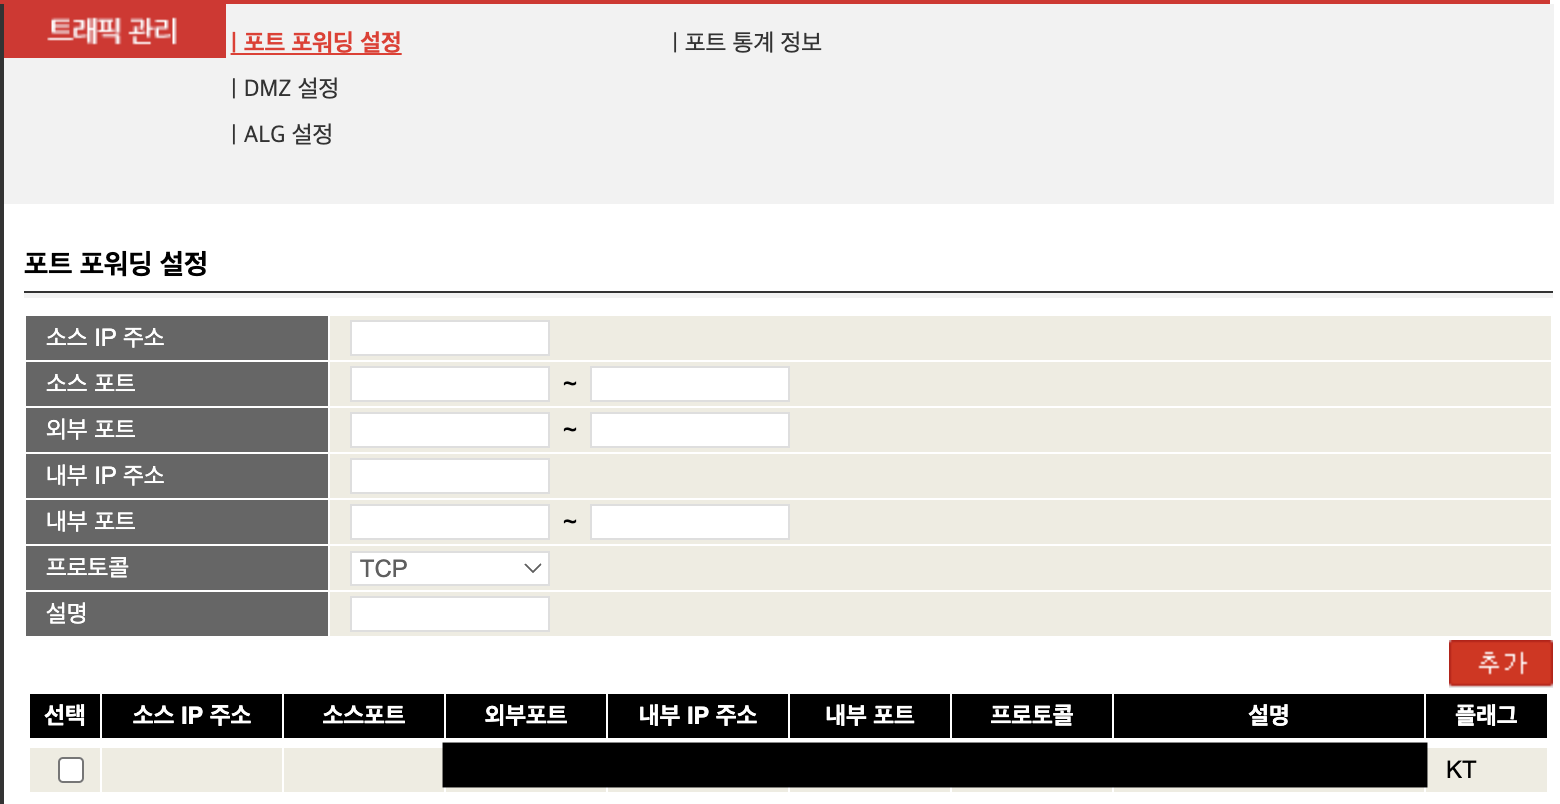 트래픽 관리
| 포트 포워딩 설정
| 포트 통계 정보
| DMZ 설정
| ALG 설정
포트 포워딩 설정
소스 IP 주소
소스 포트 ~
외부 포트 ~
내부 IP 주소
내부 포트 ~
프로토콜 TCP
설명
추가
선택 소스 IP 주소 소스포트 외부포트 내부 IP 주소 내부 포트 프로토콜 설명 플래그
KT